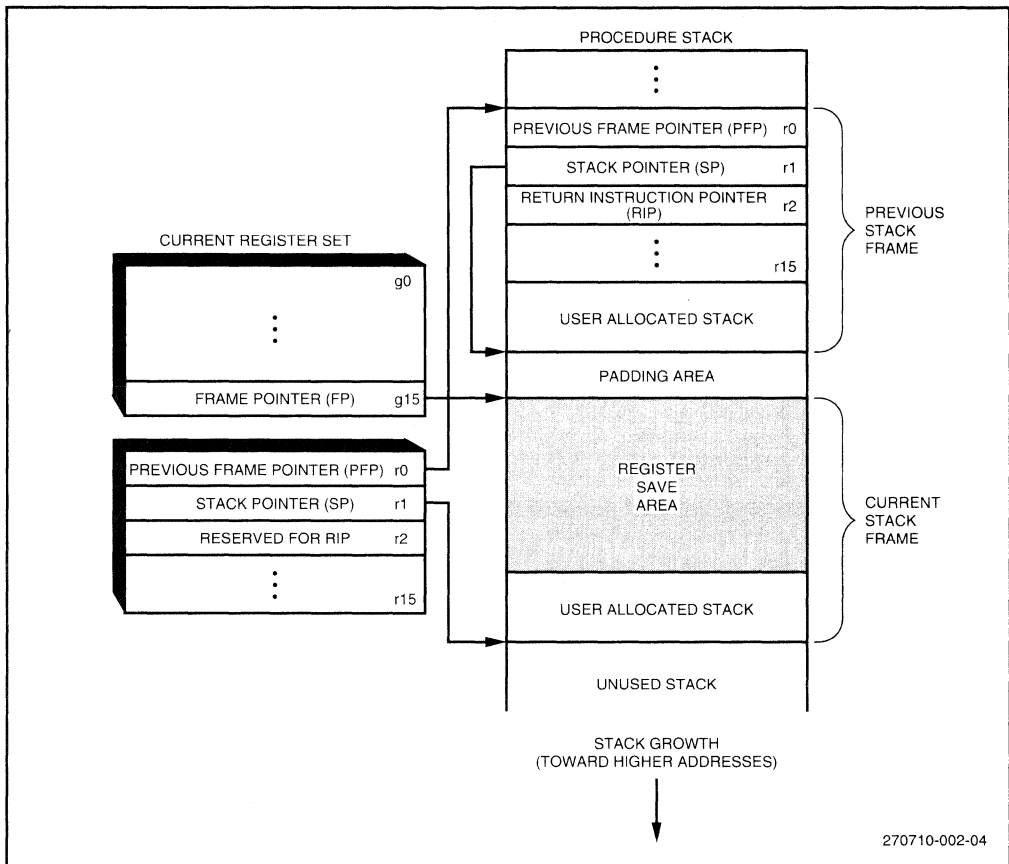 PROCEDURE STACK
PREVIOUS FRAME POINTER (PFP) r0
STACK POINTER (SP) r1
RETURN INSTRUCTION POINTER
(RIP) r2
r15
USER ALLOCATED STACK
PREVIOUS
STACK
FRAME
PADDING AREA
CURRENT REGISTER SET
g0
FRAME POINTER (FP) g15
PREVIOUS FRAME POINTER (PFP) r0
STACK POINTER (SP) r1
RESERVED FOR RIP r2
r15
REGISTER
SAVE
AREA
USER ALLOCATED STACK
CURRENT
STACK
FRAME
UNUSED STACK
STACK GROWTH
(TOWARD HIGHER ADDRESSES)
270710-002-04